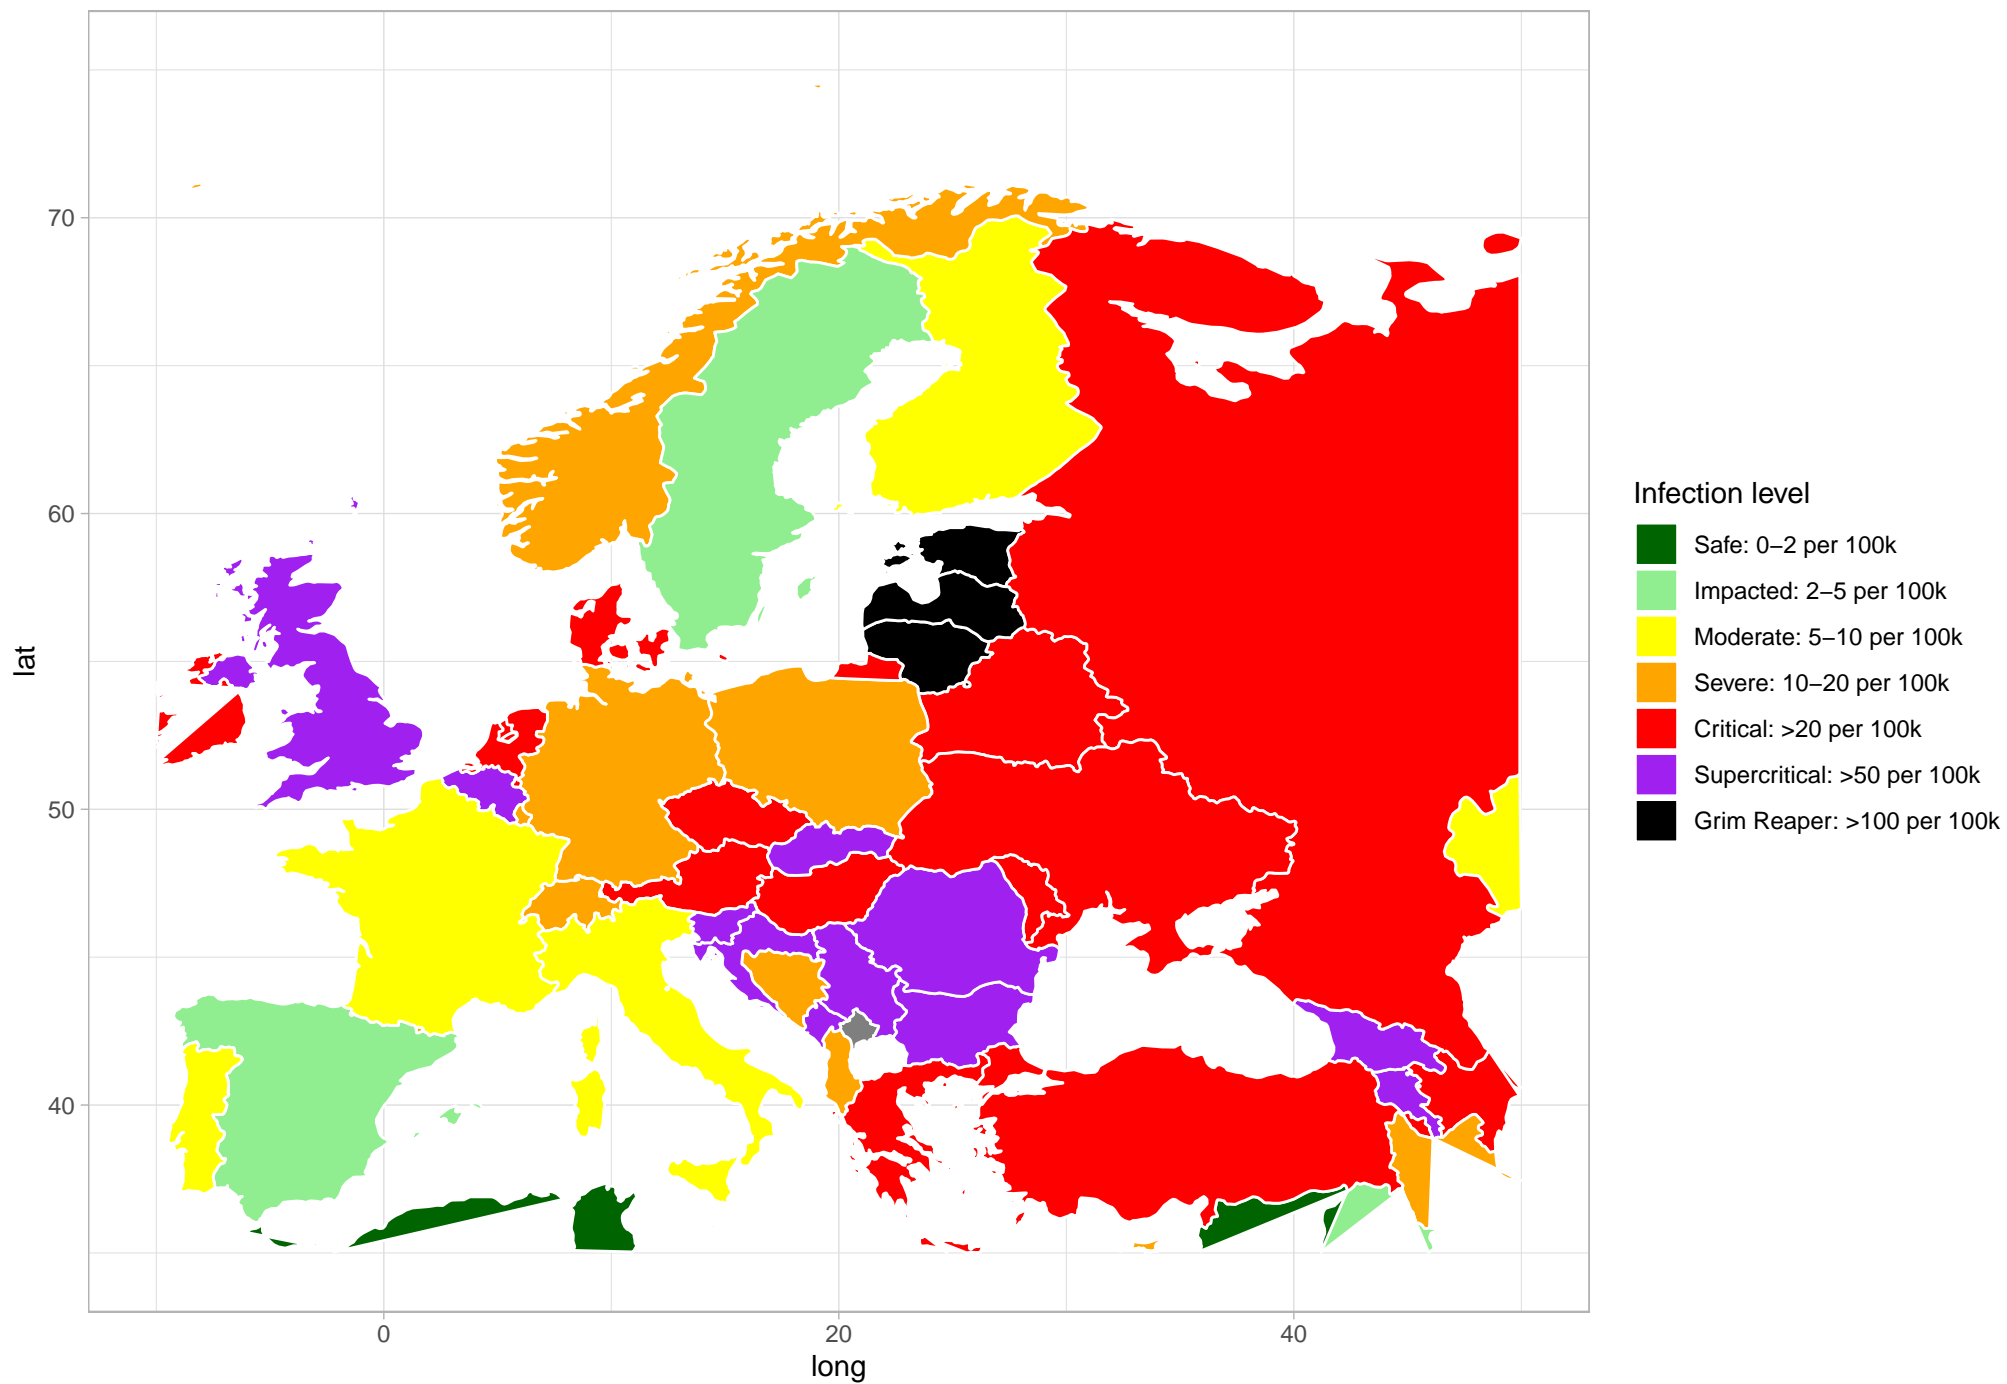 70
60
50
40
lat
0
20
40
long
Infection level
Safe: 0−2 per 100k
Impacted: 2−5 per 100k
Moderate: 5−10 per 100k
Severe: 10−20 per 100k
Critical: >20 per 100k
Supercritical: >50 per 100k
Grim Reaper: >100 per 100k